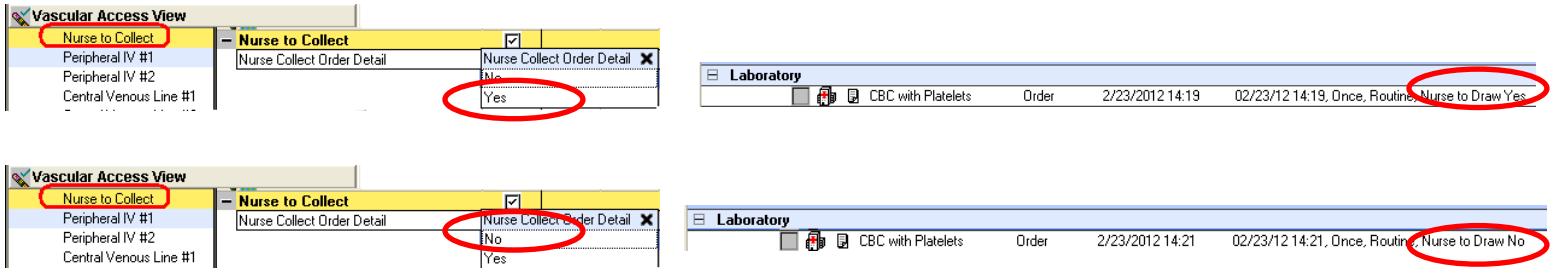 Vascular Access View
Nurse to Collect
Peripheral IV #1
Peripheral IV #2
Central Venous Line #1
Nurse to Collect
Nurse Collect Order Detail
Nurse Collect Order Detail
No
Yes
Laboratory
CBC with Platelets Order 2/23/2012 14:19 02/23/12 14:19, Once, Routine, Nurse to Draw Yes
Vascular Access View
Nurse to Collect
Peripheral IV #1
Peripheral IV #2
Central Venous Line #1
Nurse to Collect
Nurse Collect Order Detail
Nurse Collect Order Detail
No
Yes
Laboratory
CBC with Platelets Order 2/23/2012 14:21 02/23/12 14:21, Once, Routine, Nurse to Draw No